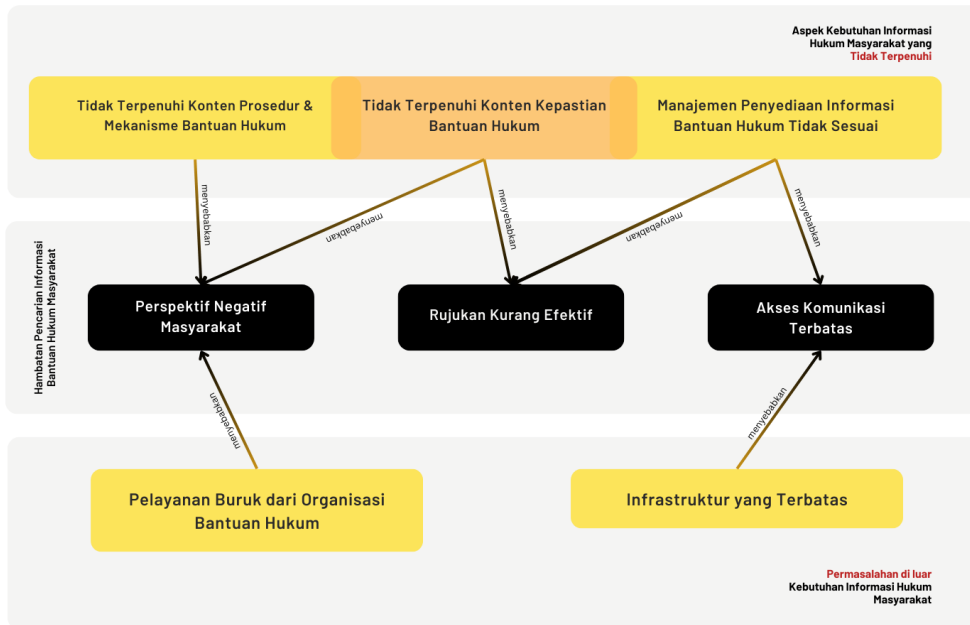 Aspek Kebutuhan Informasi
Hukum Masyarakat yang
Tidak Terpenuhi
Tidak Terpenuhi Konten Prosedur &
Mekanisme Bantuan Hukum
Tidak Terpenuhi Konten Kepastian
Bantuan Hukum
Manajemen Penyediaan Informasi
Bantuan Hukum Tidak Sesuai
menyebabkan
menyebabkan
menyebabkan
menyebabkan
menyebabkan
Hambatan Pencarian Informasi
Bantuan Hukum Masyarakat
Perspektif Negatif
Masyarakat
Rujukan Kurang Efektif
Akses Komunikasi
Terbatas
menyebabkan
menyebabkan
Pelayanan Buruk dari Organisasi
Bantuan Hukum
Infrastruktur yang Terbatas
Permasalahan di luar
Kebutuhan Informasi Hukum
Masyarakat